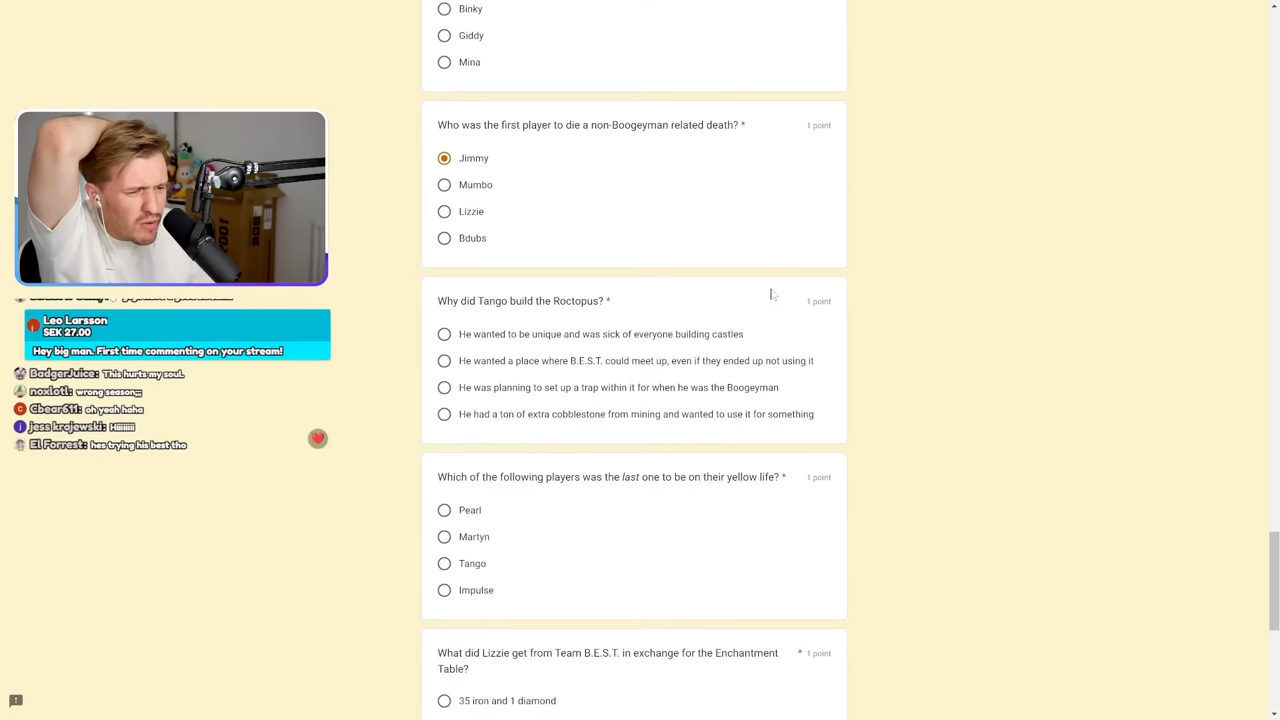 Binky
Giddy
Mina
Who was the first player to die a non-Boogeyman related death? *
1 point
Jimmy
Mumbo
Lizzie
Bdubs
Why did Tango build the Roctopus? *
1 point
He wanted to be unique and was sick of everyone building castles
He wanted a place where B.E.S.T. could meet up, even if they ended up not using it
He was planning to set up a trap within it for when he was the Boogeyman
He had a ton of extra cobblestone from mining and wanted to use it for something
Which of the following players was the last one to be on their yellow life? *
1 point
Pearl
Martyn
Tango
Impulse
What did Lizzie get from Team B.E.S.T. in exchange for the Enchantment
Table?
* 1 point
35 iron and 1 diamond
Leo Larsson
SEK 27.00
Hey big man. First time commenting on your stream!
BadgerJuice: This hurts my soul.
noxlotl: wrong season;;;
Cbear611: oh yeah haha
jess krajewski: Hiiiiiii
El Forrest: hes trying his best tho